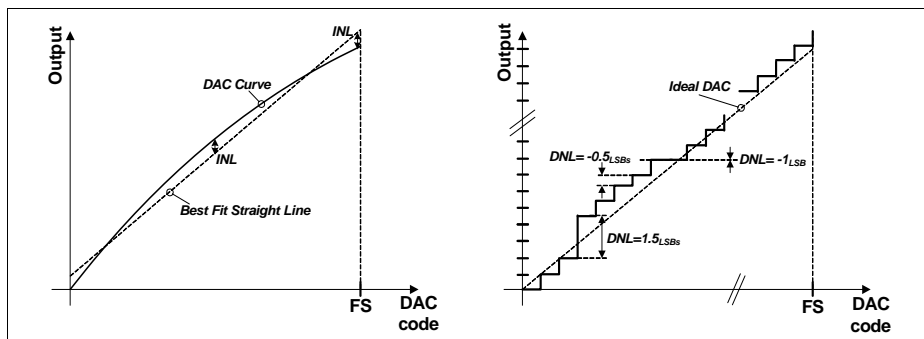 Output
INL
DAC Curve
INL
Best Fit Straight Line
FS
DAC
code
Output
Ideal DAC
DNL= -0.5LSBs
DNL= -1LSB
DNL=1.5LSBs
FS
DAC
code